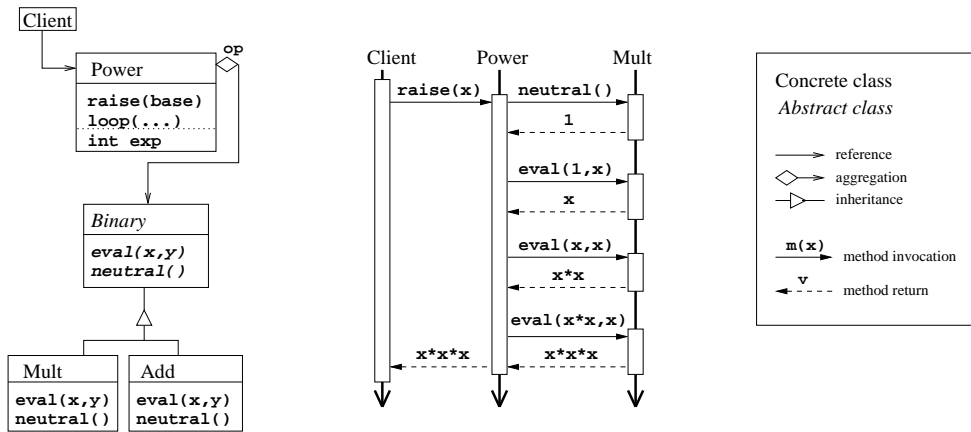 Client
op
Power
raise(base)
loop(...)
int exp
Binary
eval(x,y)
neutral()
Mult
eval(x,y)
neutral()
Add
eval(x,y)
neutral()
Client
Power
Mult
raise(x)
neutral()
1
eval(1,x)
x
eval(x,x)
x*x
eval(x*x,x)
x*x*x
x*x*x
Concrete class
Abstract class
reference
aggregation
inheritance
m(x)
method invocation
v
method return